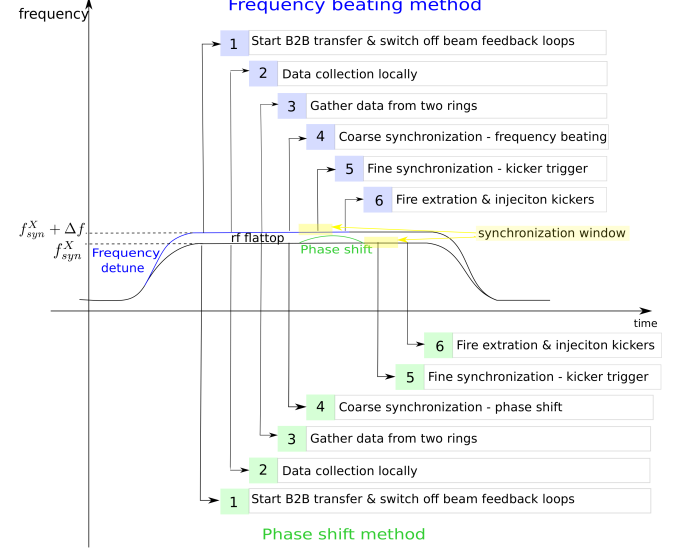 Frequency beating method
frequency
1 Start B2B transfer & switch off beam feedback loops
2 Data collection locally
3 Gather data from two rings
4 Coarse synchronization - frequency beating
5 Fine synchronization - kicker trigger
6 Fire extration & injeciton kickers
f_{syn}^{X} + Δf
synchronization window
rf flattop
f_{syn}^{X}
Frequency
detune
Phase shift
time
6 Fire extration & injeciton kickers
5 Fine synchronization - kicker trigger
4 Coarse synchronization - phase shift
3 Gather data from two rings
2 Data collection locally
1 Start B2B transfer & switch off beam feedback loops
Phase shift method